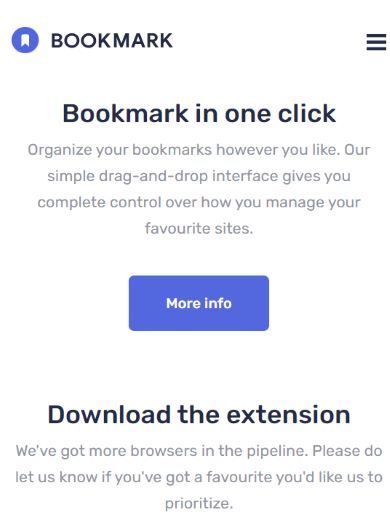 BOOKMARK
Bookmark in one click
Organize your bookmarks however you like. Our
simple drag-and-drop interface gives you
complete control over how you manage your
favourite sites.
More info
Download the extension
We've got more browsers in the pipeline. Please do
let us know if you've got a favourite you'd like us to
prioritize.